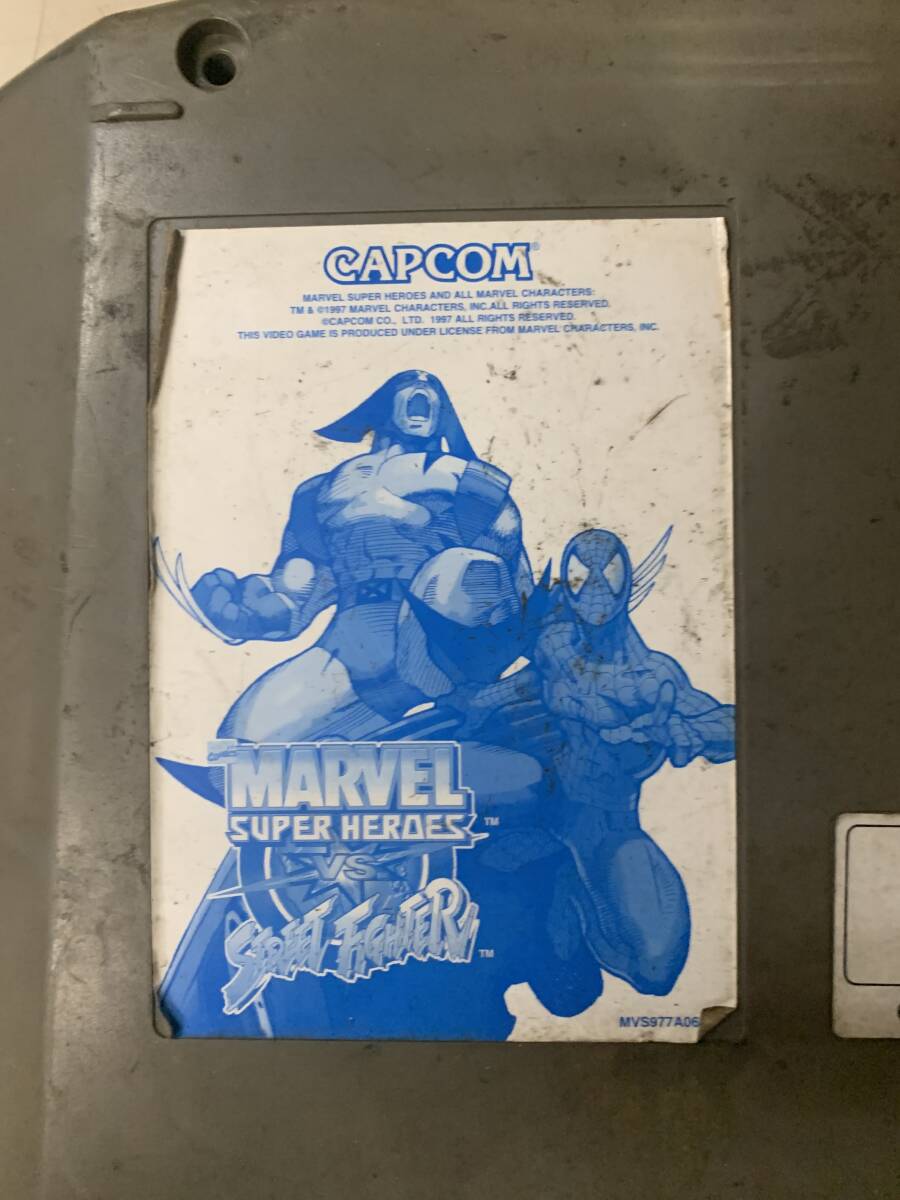 CAPCOM®
MARVEL SUPER HEROES AND ALL MARVEL CHARACTERS:
TM & ©1997 MARVEL CHARACTERS, INC.ALL RIGHTS RESERVED.
©CAPCOM CO., LTD. 1997 ALL RIGHTS RESERVED.
THIS VIDEO GAME IS PRODUCED UNDER LICENSE FROM MARVEL CHARACTERS, INC.
MARVEL
SUPER HEROES TM
VS
STREET FIGHTER TM
MVS977A06